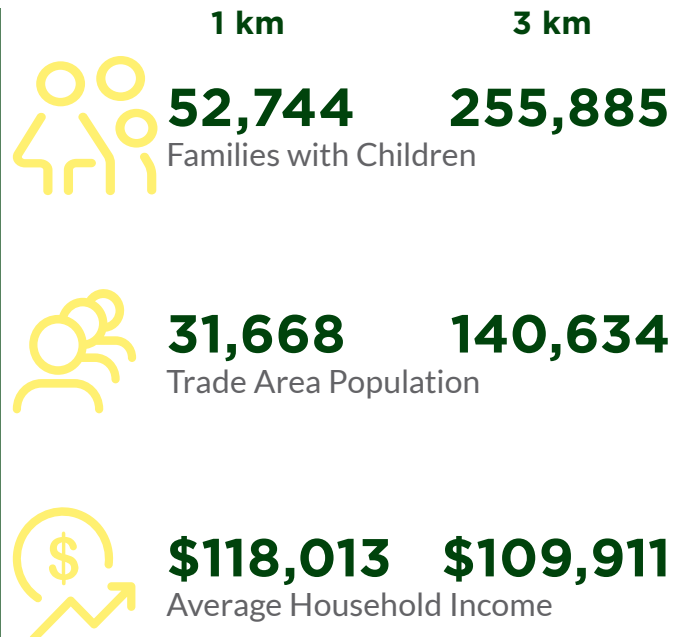 1 km 3 km
52,744 255,885
Families with Children
31,668 140,634
Trade Area Population
$
$118,013 $109,911
Average Household Income